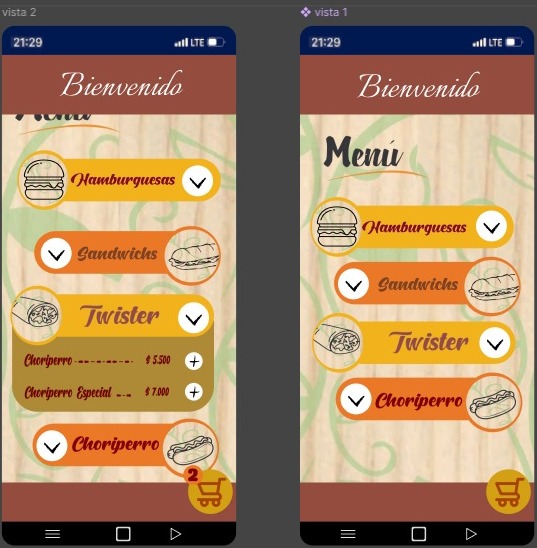 vista 2
21:29
LTE
Bienvenido
Menú
Hamburguesas
Sandwichs
Twister
Choriperro ---------- $ 5.500
Choriperro Especial --- $ 7.000
Choriperro
2
vista 1
21:29
LTE
Bienvenido
Menú
Hamburguesas
Sandwichs
Twister
Choriperro